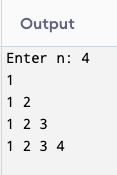 Output
Enter n: 4
1
1 2
1 2 3
1 2 3 4